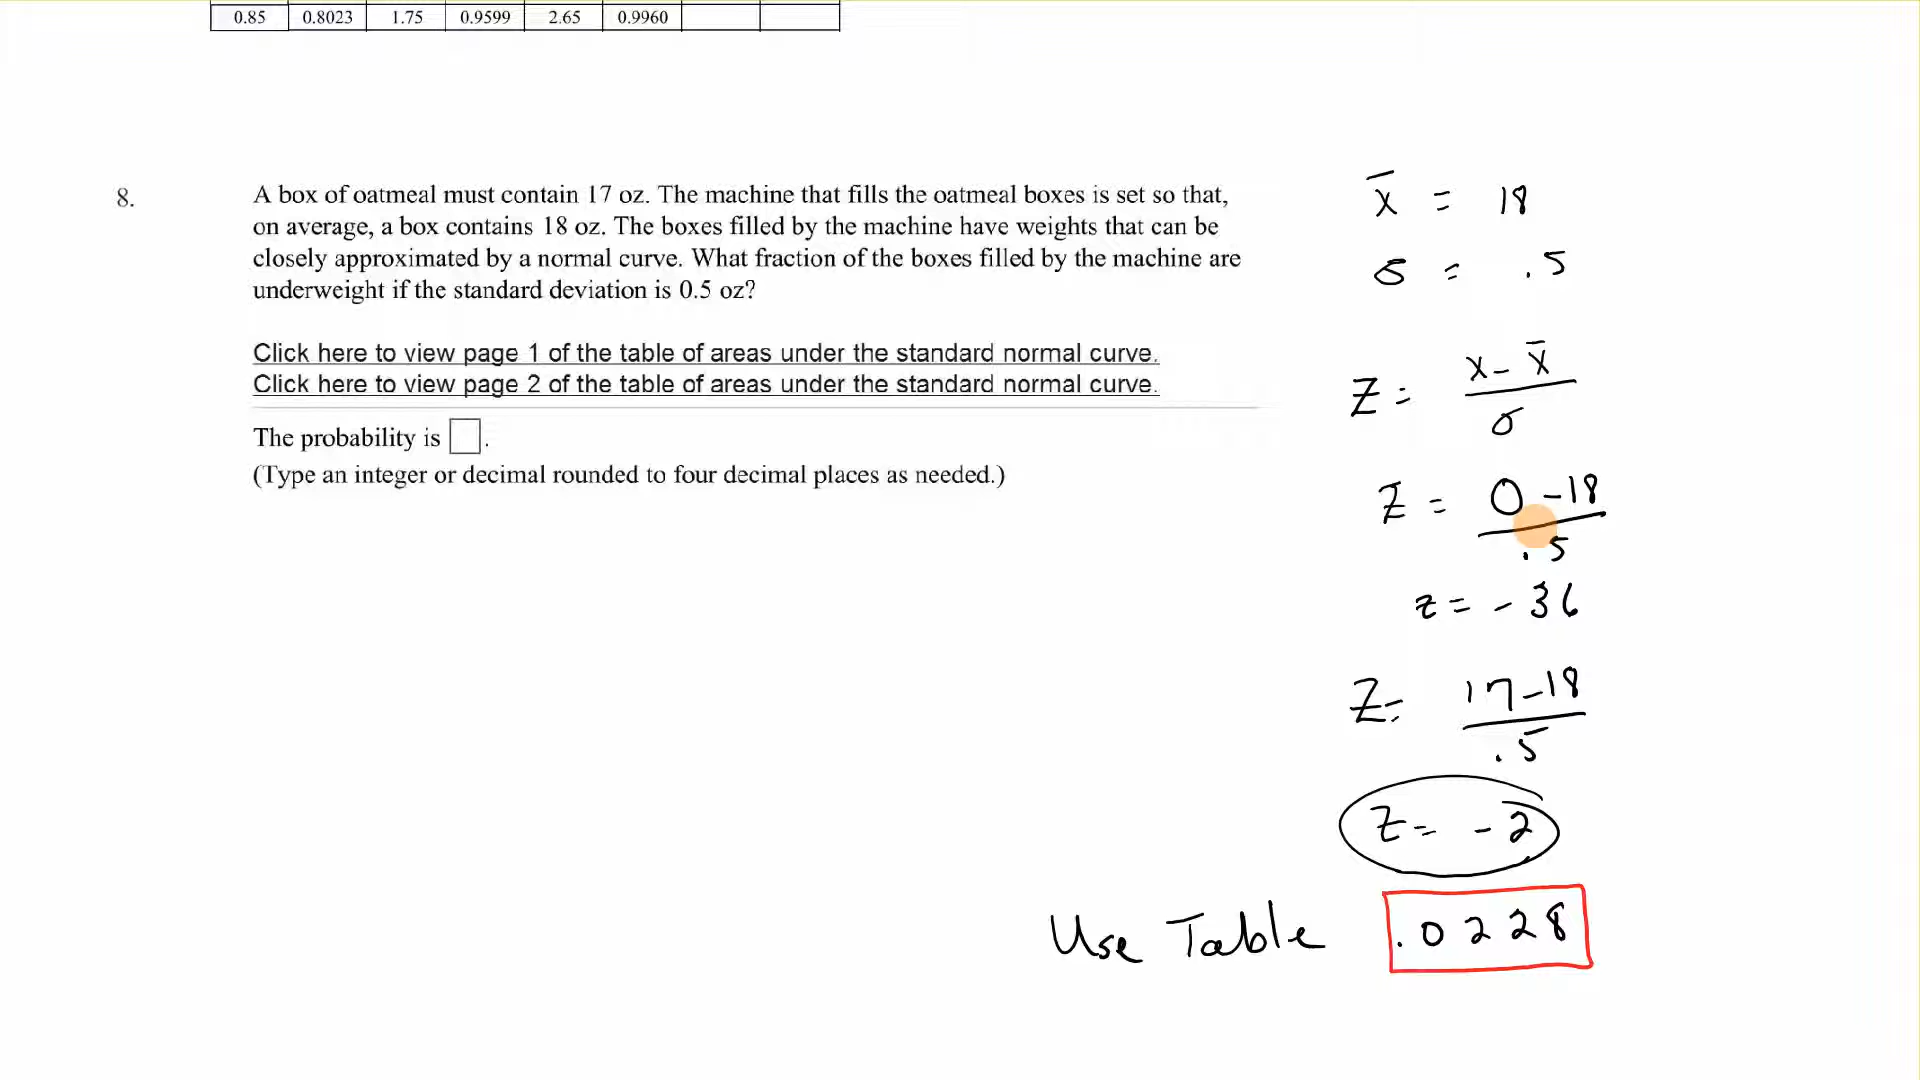 0.85 0.8023 1.75 0.9599 2.65 0.9960
8. A box of oatmeal must contain 17 oz. The machine that fills the oatmeal boxes is set so that,
on average, a box contains 18 oz. The boxes filled by the machine have weights that can be
closely approximated by a normal curve. What fraction of the boxes filled by the machine are
underweight if the standard deviation is 0.5 oz?
Click here to view page 1 of the table of areas under the standard normal curve.
Click here to view page 2 of the table of areas under the standard normal curve.
The probability is □.
(Type an integer or decimal rounded to four decimal places as needed.)
x̄ = 18
σ = .5
Z = x - x̄
σ
Z = 0 - 18
.5
z = - 36
Z = 17 - 18
.5
Z = - 2
Use Table .0228